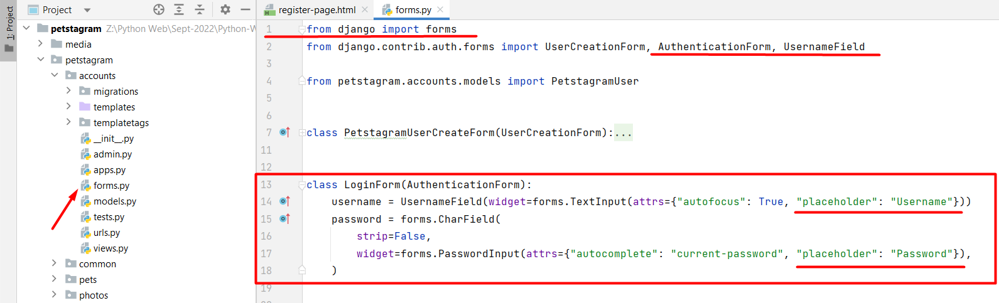 1: Project
Project
register-page.html
forms.py
petstagram Z:\Python Web\Sept-2022\Python-W
media
petstagram
accounts
migrations
templates
templatetags
__init__.py
admin.py
apps.py
forms.py
models.py
tests.py
urls.py
views.py
common
pets
photos
1 from django import forms
2 from django.contrib.auth.forms import UserCreationForm, AuthenticationForm, UsernameField
3
4 from petstagram.accounts.models import PetstagramUser
5
6
7 class PetstagramUserCreateForm(UserCreationForm):...
11
12
13 class LoginForm(AuthenticationForm):
14 username = UsernameField(widget=forms.TextInput(attrs={"autofocus": True, "placeholder": "Username"}))
15 password = forms.CharField(
16 strip=False,
17 widget=forms.PasswordInput(attrs={"autocomplete": "current-password", "placeholder": "Password"}),
18 )
19